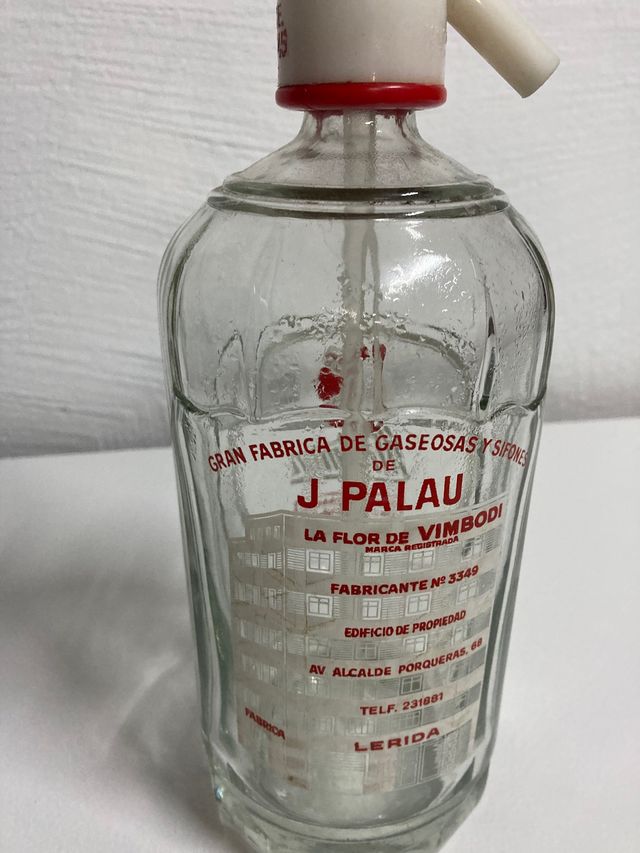 GRAN FABRICA DE GASEOSAS Y SIFONES
DE
J PALAU
LA FLOR DE VIMBODI
MARCA REGISTRADA
FABRICANTE Nº 3349
EDIFICIO DE PROPIEDAD
AV ALCALDE PORQUERAS, 68
TELF. 231881
FABRICA
LERIDA